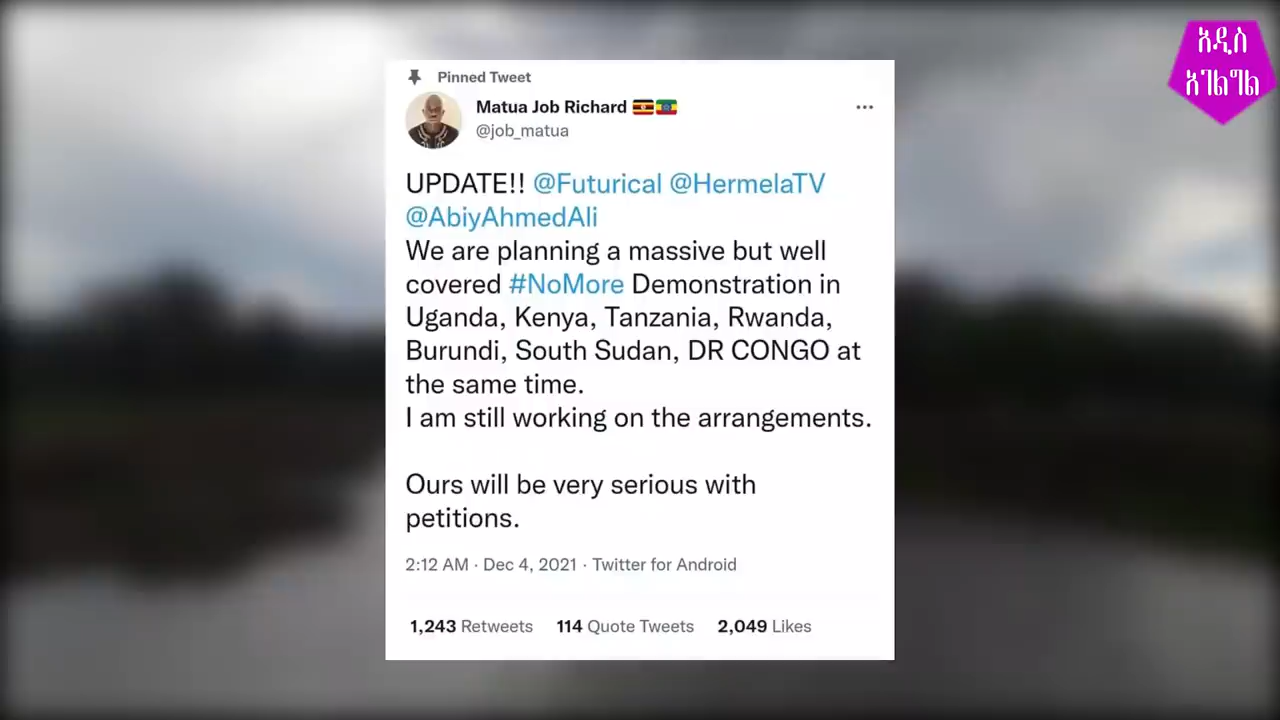 አዲስ
አገልግል
Pinned Tweet
Matua Job Richard
@job_matua
UPDATE!! @Futurical @HermelaTV
@AbiyAhmedAli
We are planning a massive but well
covered #NoMore Demonstration in
Uganda, Kenya, Tanzania, Rwanda,
Burundi, South Sudan, DR CONGO at
the same time.
I am still working on the arrangements.
Ours will be very serious with
petitions.
2:12 AM · Dec 4, 2021 · Twitter for Android
1,243 Retweets 114 Quote Tweets 2,049 Likes